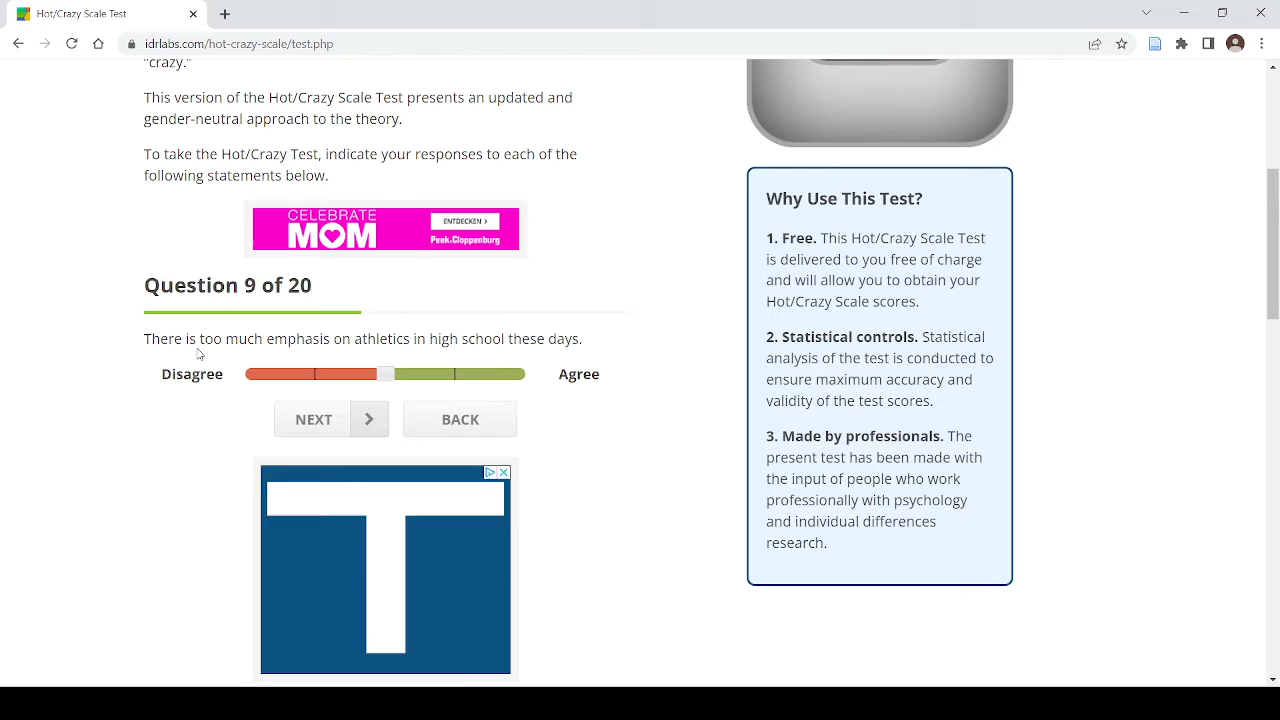 Hot/Crazy Scale Test
idrlabs.com/hot-crazy-scale/test.php
"crazy."
This version of the Hot/Crazy Scale Test presents an updated and
gender-neutral approach to the theory.
To take the Hot/Crazy Test, indicate your responses to each of the
following statements below.
CELEBRATE
MOM
ENTDECKEN >
Peek&Cloppenburg
Question 9 of 20
There is too much emphasis on athletics in high school these days.
Disagree
Agree
NEXT
BACK
T
Why Use This Test?
1. Free. This Hot/Crazy Scale Test
is delivered to you free of charge
and will allow you to obtain your
Hot/Crazy Scale scores.
2. Statistical controls. Statistical
analysis of the test is conducted to
ensure maximum accuracy and
validity of the test scores.
3. Made by professionals. The
present test has been made with
the input of people who work
professionally with psychology
and individual differences
research.